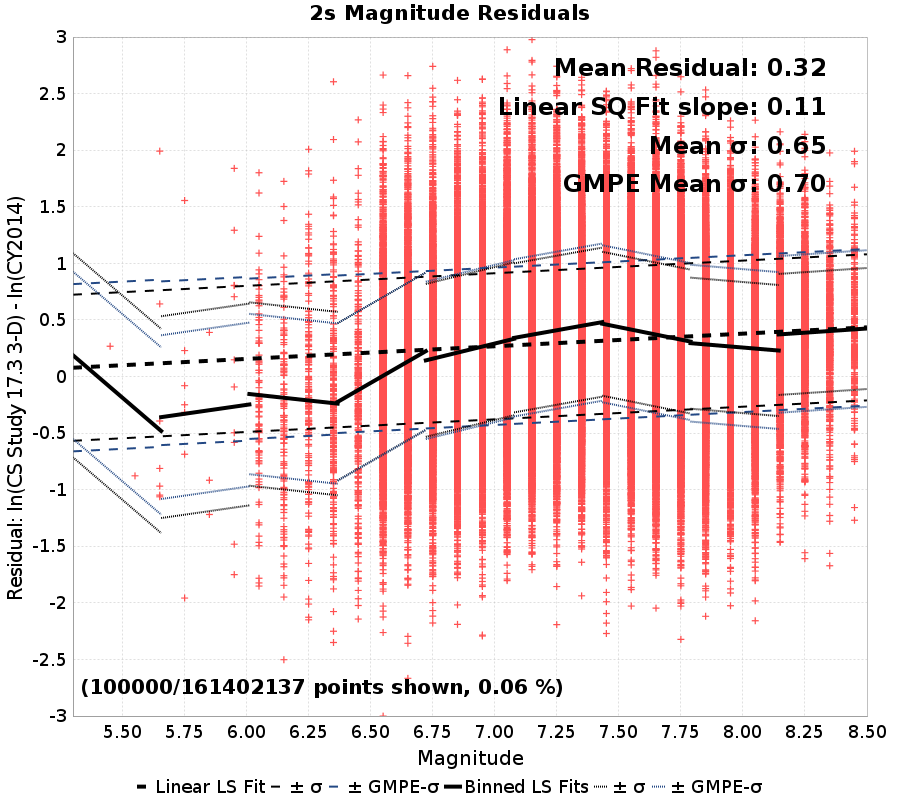 2s Magnitude Residuals
Residual: ln(CS Study 17.3 3-D) - ln(CY2014)
3
2.5
2
1.5
1
0.5
0
-0.5
-1
-1.5
-2
-2.5
-3
Mean Residual: 0.32
Linear SQ Fit slope: 0.11
Mean σ: 0.65
GMPE Mean σ: 0.70
(100000/161402137 points shown, 0.06 %)
5.50 5.75 6.00 6.25 6.50 6.75 7.00 7.25 7.50 7.75 8.00 8.25 8.50
Magnitude
Linear LS Fit ± σ ± GMPE-σ Binned LS Fits ± σ ± GMPE-σ